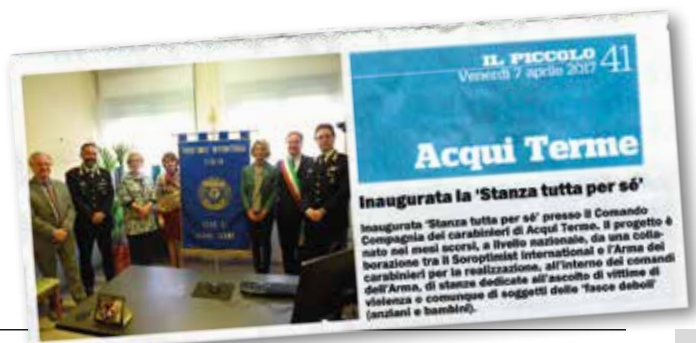 IL PICCOLO 41
Venerdì 7 aprile 2017
Acqui Terme
Inaugurata la 'Stanza tutta per sé'
Inaugurata 'Stanza tutta per sé' presso il Comando
Compagnia dei carabinieri di Acqui Terme. Il progetto è
nato nei mesi scorsi, a livello nazionale, da una colla-
borazione tra il Soroptimist International e l'Arma dei
carabinieri per la realizzazione, all'interno dei comandi
dell'Arma, di stanze dedicate all'ascolto di vittime di
violenza o comunque di soggetti delle 'fasce deboli'
(anziani e bambini).